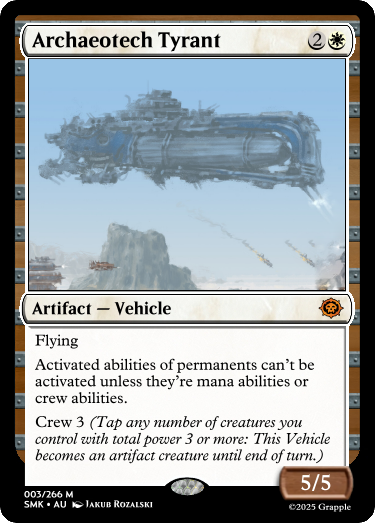 Archaeotech Tyrant 2
Artifact — Vehicle
Flying
Activated abilities of permanents can't be
activated unless they're mana abilities or
crew abilities.
Crew 3 (Tap any number of creatures you
control with total power 3 or more: This Vehicle
becomes an artifact creature until end of turn.)
5/5
003/266 M
SMK • AU Jakub Rozalski
©2025 Grapple